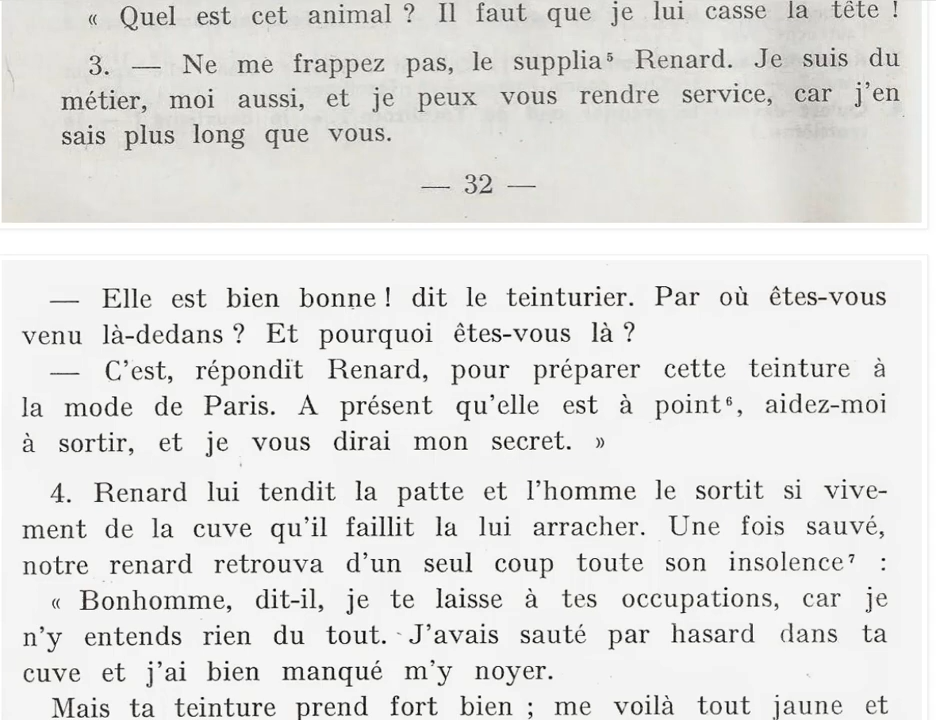 « Quel est cet animal ? Il faut que je lui casse la tête !
3. — Ne me frappez pas, le supplia⁵ Renard. Je suis du
métier, moi aussi, et je peux vous rendre service, car j'en
sais plus long que vous.
— 32 —
— Elle est bien bonne ! dit le teinturier. Par où êtes-vous
venu là-dedans ? Et pourquoi êtes-vous là ?
— C'est, répondit Renard, pour préparer cette teinture à
la mode de Paris. A présent qu'elle est à point⁶, aidez-moi
à sortir, et je vous dirai mon secret. »
4. Renard lui tendit la patte et l'homme le sortit si vive-
ment de la cuve qu'il faillit la lui arracher. Une fois sauvé,
notre renard retrouva d'un seul coup toute son insolence⁷ :
« Bonhomme, dit-il, je te laisse à tes occupations, car je
n'y entends rien du tout. J'avais sauté par hasard dans ta
cuve et j'ai bien manqué m'y noyer.
Mais ta teinture prend fort bien ; me voilà tout jaune et